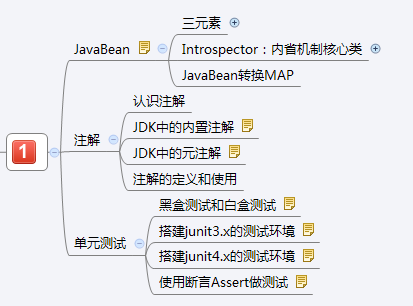 三元素
JavaBean
Introspector：内省机制核心类
JavaBean转换MAP
认识注解
JDK中的内置注解
1
注解
JDK中的元注解
注解的定义和使用
黑盒测试和白盒测试
搭建junit3.x的测试环境
单元测试
搭建junit4.x的测试环境
使用断言Assert做测试